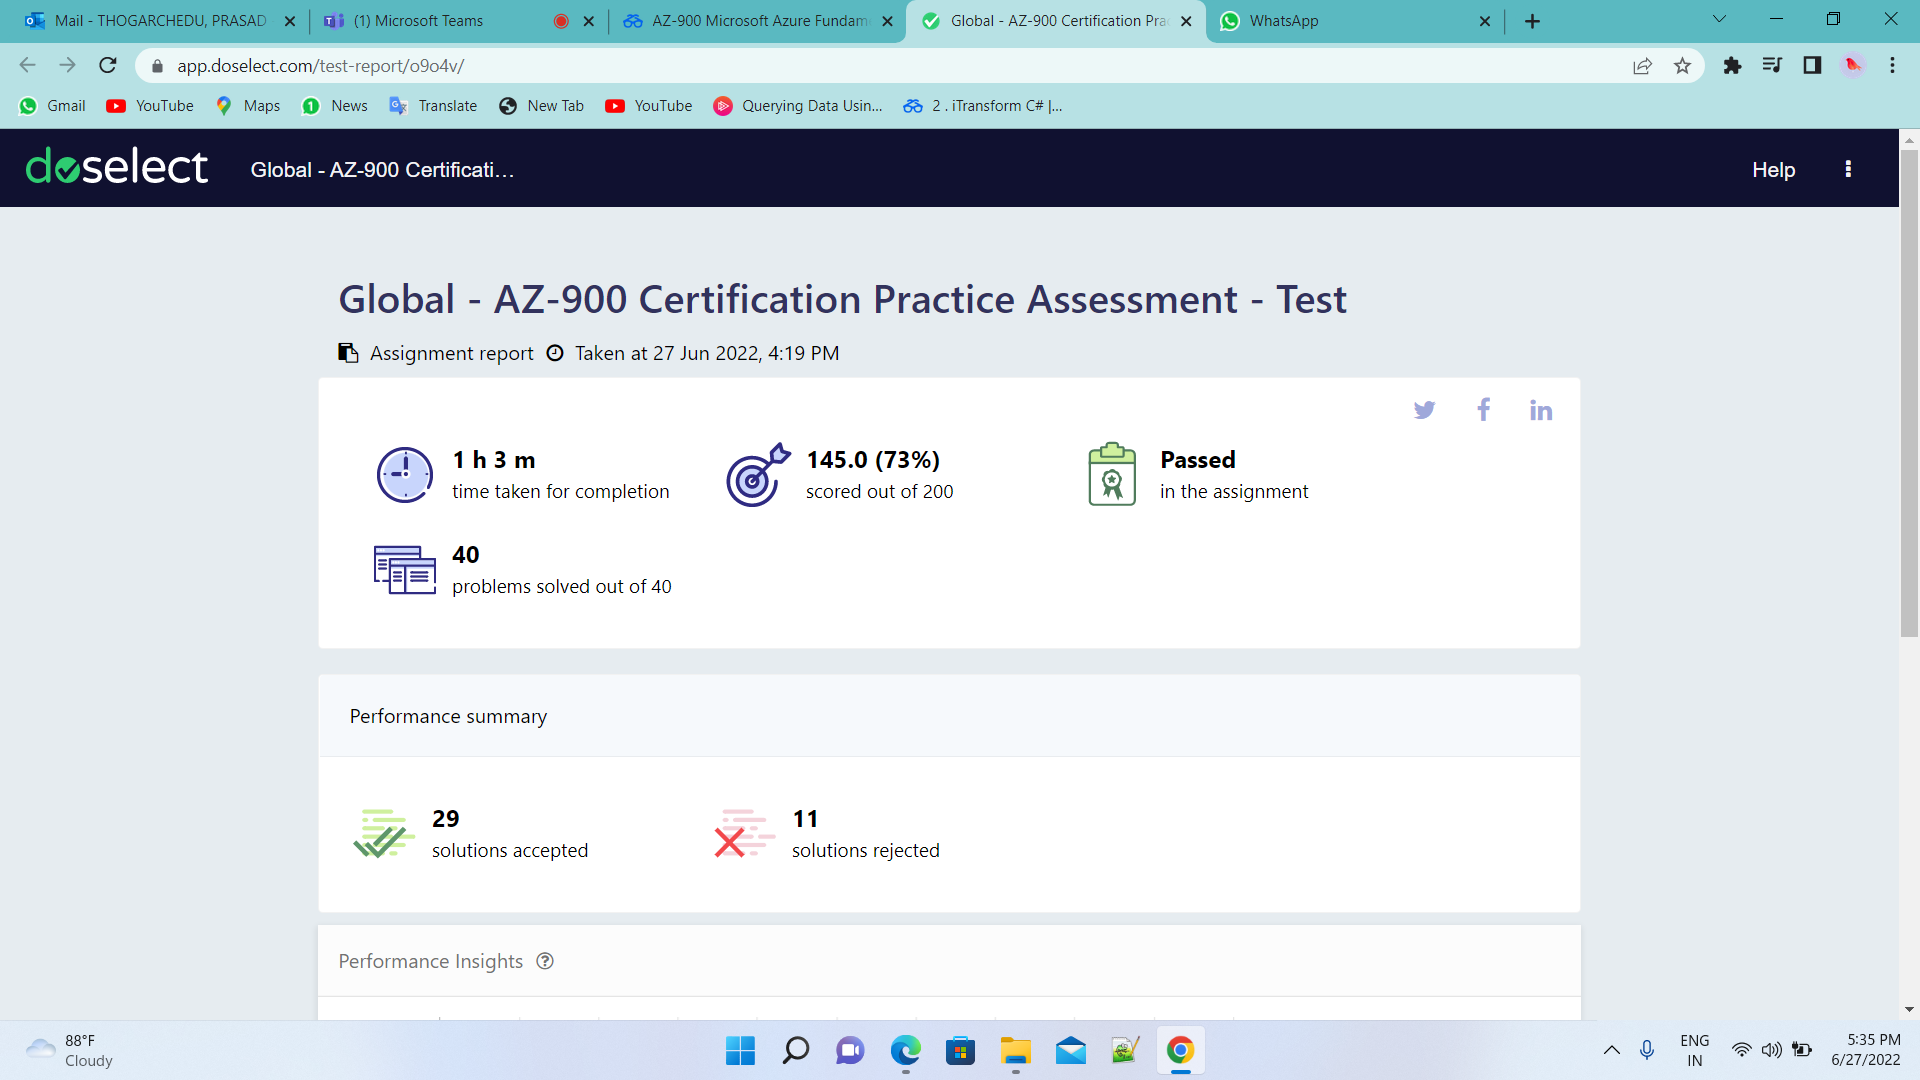 Mail - THOGARCHEDU, PRASAD
(1) Microsoft Teams
AZ-900 Microsoft Azure Fundam
Global - AZ-900 Certification Prac
WhatsApp
app.doselect.com/test-report/o9o4v/
Gmail
YouTube
Maps
1
News
Translate
New Tab
YouTube
Querying Data Usin...
2 . iTransform C# |...
doselect
Global - AZ-900 Certificati...
Help
Global - AZ-900 Certification Practice Assessment - Test
Assignment report
Taken at 27 Jun 2022, 4:19 PM
1 h 3 m
time taken for completion
145.0 (73%)
scored out of 200
Passed
in the assignment
40
problems solved out of 40
Performance summary
29
solutions accepted
11
solutions rejected
Performance Insights
88°F
Cloudy
ENG
IN
5:35 PM
6/27/2022